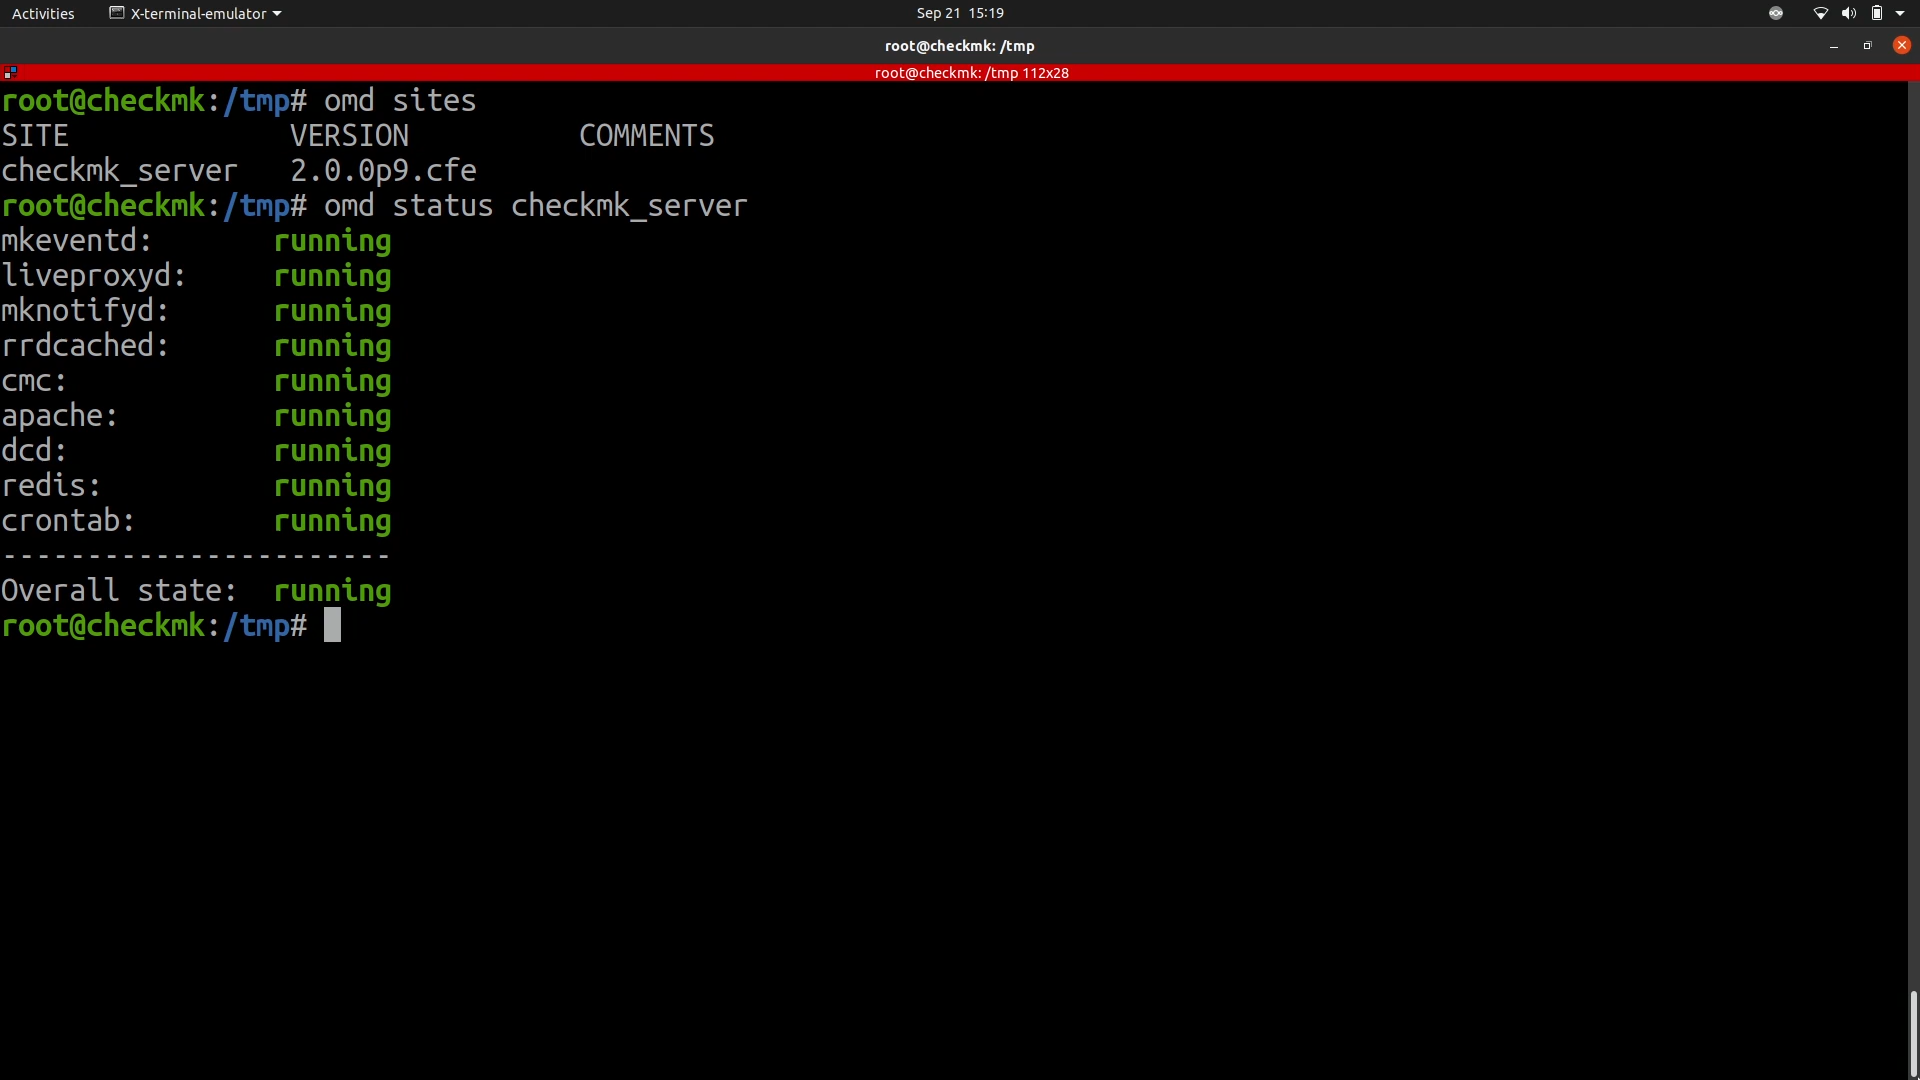 Activities X-terminal-emulator Sep 21 15:19
root@checkmk: /tmp
root@checkmk: /tmp 112x28
root@checkmk:/tmp# omd sites
SITE VERSION COMMENTS
checkmk_server 2.0.0p9.cfe
root@checkmk:/tmp# omd status checkmk_server
mkeventd: running
liveproxyd: running
mknotifyd: running
rrdcached: running
cmc: running
apache: running
dcd: running
redis: running
crontab: running
-----------------------
Overall state: running
root@checkmk:/tmp#